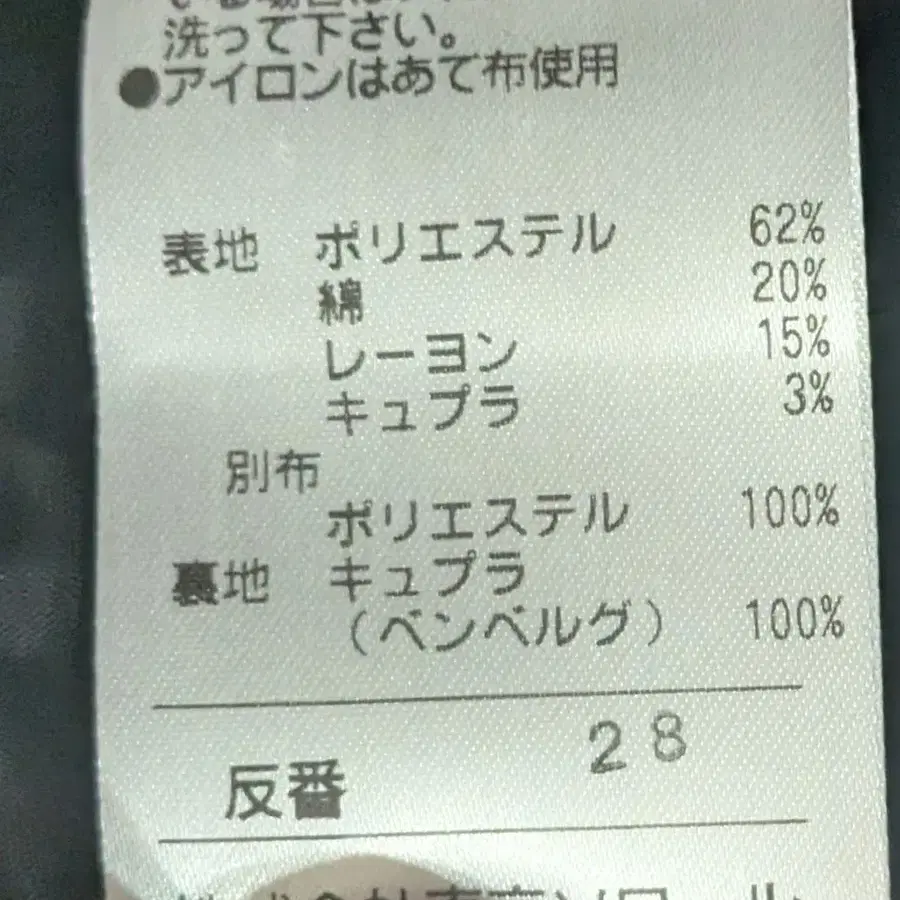 洗って下さい。
●アイロンはあて布使用
表地 ポリエステル 62%
綿 20%
レーヨン 15%
キュプラ 3%
別布
ポリエステル 100%
裏地 キュプラ
(ベンベルグ) 100%
28
反番